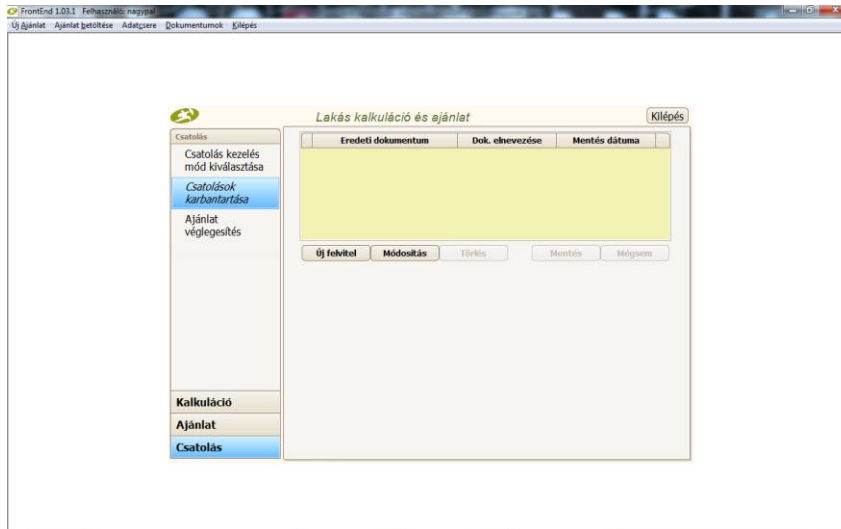 FrontEnd 1.03.1 Felhasználó: nagypal
Új Ajánlat Ajánlat betöltése Adatcsere Dokumentumok Kilépés
Lakás kalkuláció és ajánlat
Kilépés
Csatolás
Csatolás kezelés
mód kiválasztása
Csatolások
karbantartása
Ajánlat
véglegesítés
Eredeti dokumentum Dok. elnevezése Mentés dátuma
Új felvitel Módosítás Törlés Mentés Mégsem
Kalkuláció
Ajánlat
Csatolás